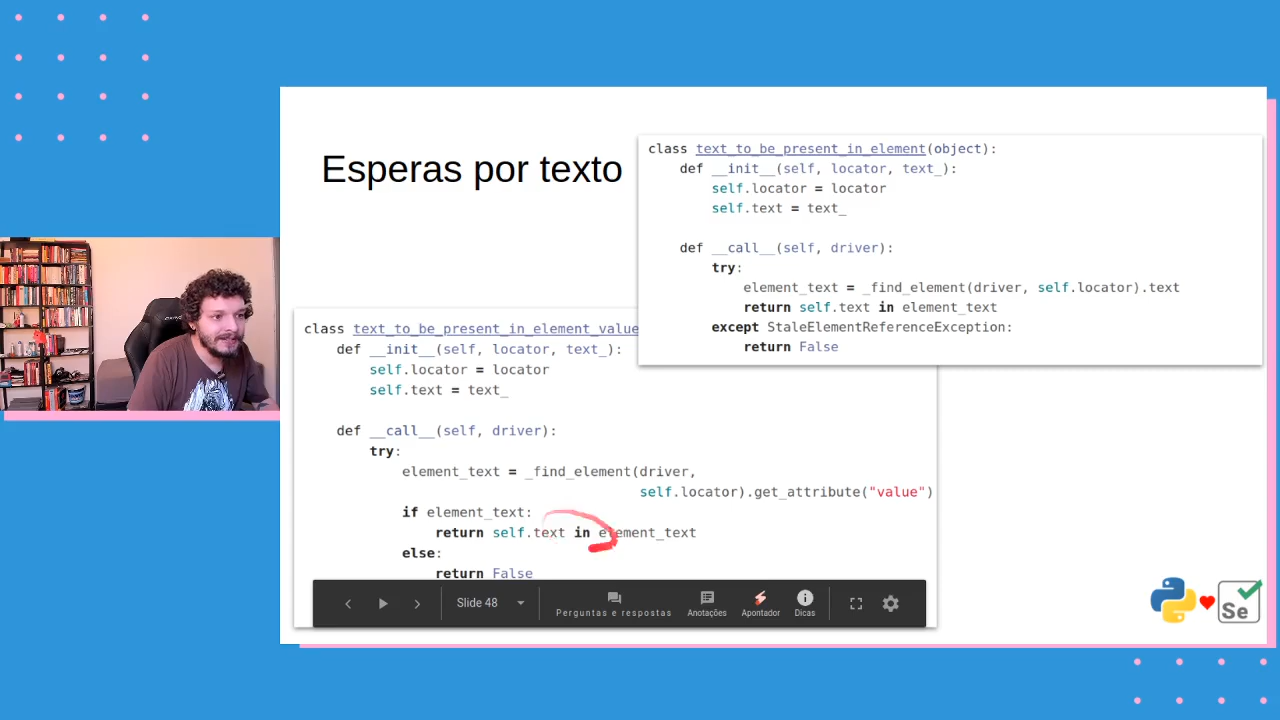 Esperas por texto
class text_to_be_present_in_element(object):
def __init__(self, locator, text_):
self.locator = locator
self.text = text_
def __call__(self, driver):
try:
element_text = _find_element(driver, self.locator).text
return self.text in element_text
except StaleElementReferenceException:
return False
class text_to_be_present_in_element_value
def __init__(self, locator, text_):
self.locator = locator
self.text = text_
def __call__(self, driver):
try:
element_text = _find_element(driver,
self.locator).get_attribute("value")
if element_text:
return self.text in element_text
else:
return False
Slide 48
Perguntas e respostas
Anotações
Apontador
Dicas
Se